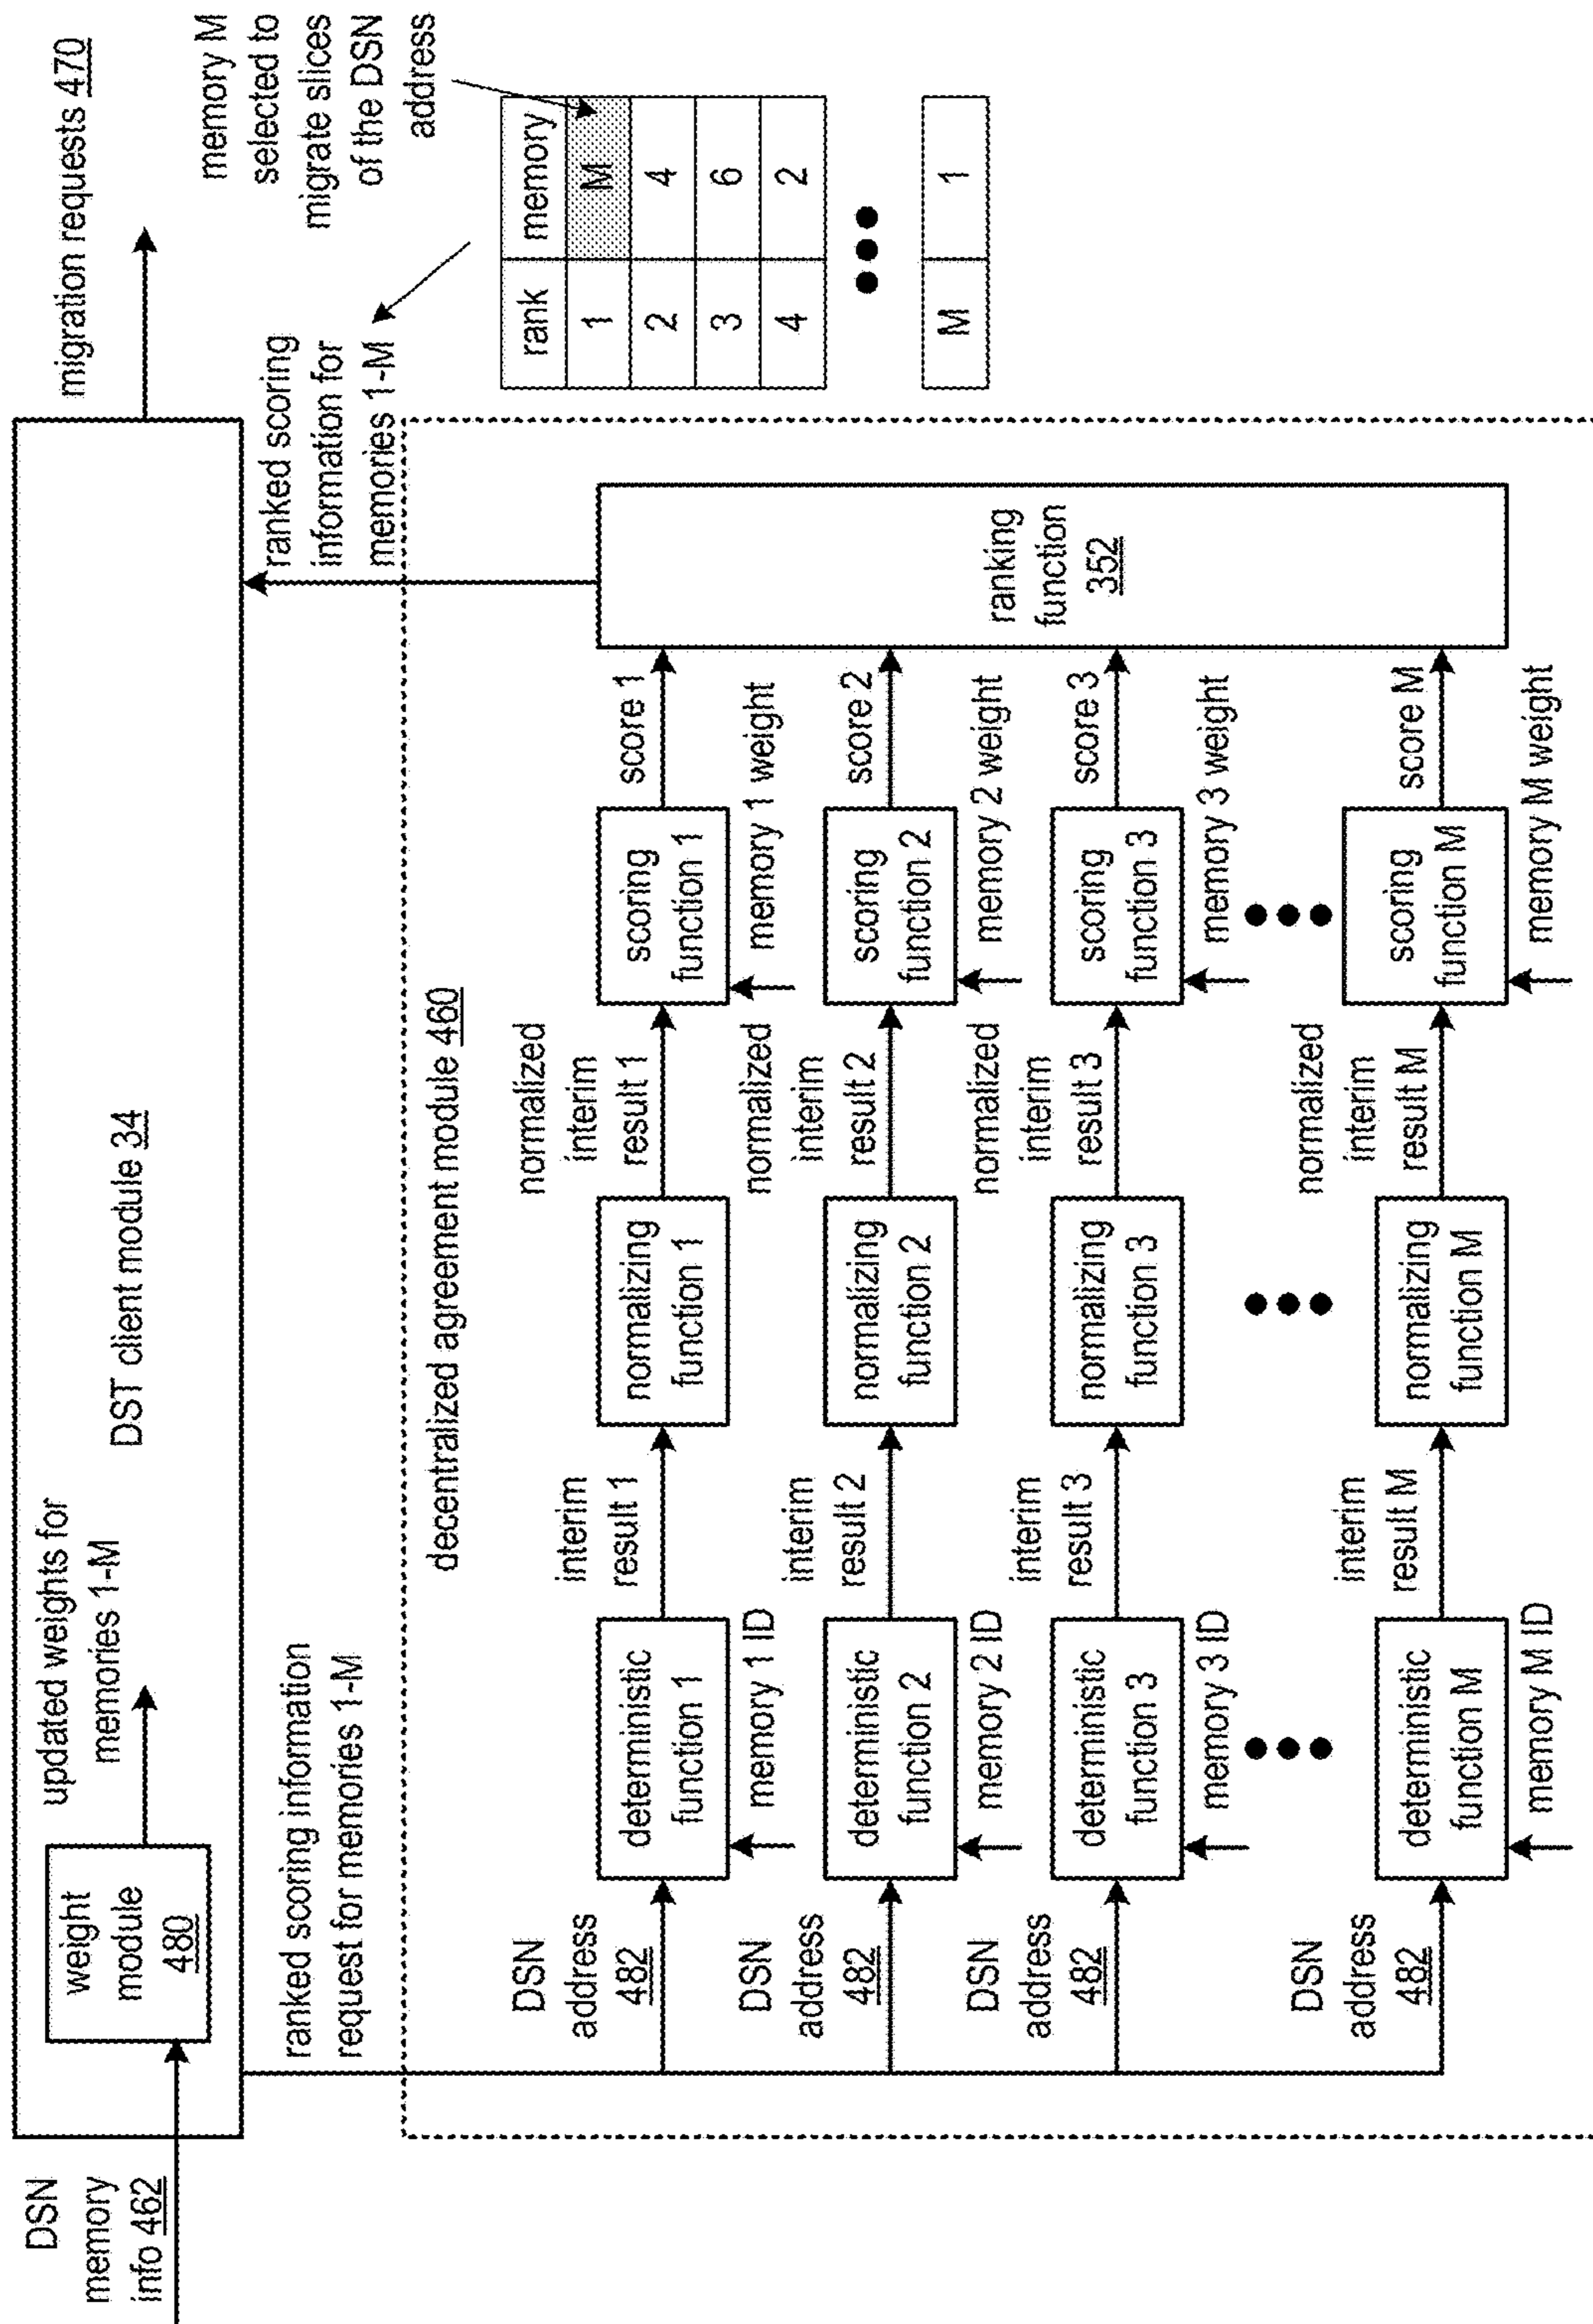 DSN
memory
info 462
weight
module
480
updated weights for
memories 1-M
DST client module 34
migration requests 470
ranked scoring information
request for memories 1-M
ranked scoring
information for
memories 1-M
memory M
selected to
migrate slices
of the DSN
address
rank memory
1 M
2 4
3 6
4 2
M 1
decentralized agreement module 460
DSN
address
482
deterministic
function 1
memory 1 ID
interim
result 1
normalizing
function 1
normalized
interim
result 1
scoring
function 1
memory 1 weight
score 1
DSN
address
482
deterministic
function 2
memory 2 ID
interim
result 2
normalizing
function 2
normalized
interim
result 2
scoring
function 2
memory 2 weight
score 2
DSN
address
482
deterministic
function 3
memory 3 ID
interim
result 3
normalizing
function 3
normalized
interim
result 3
scoring
function 3
memory 3 weight
score 3
DSN
address
482
deterministic
function M
memory M ID
interim
result M
normalizing
function M
normalized
interim
result M
scoring
function M
memory M weight
score M
ranking
function
352